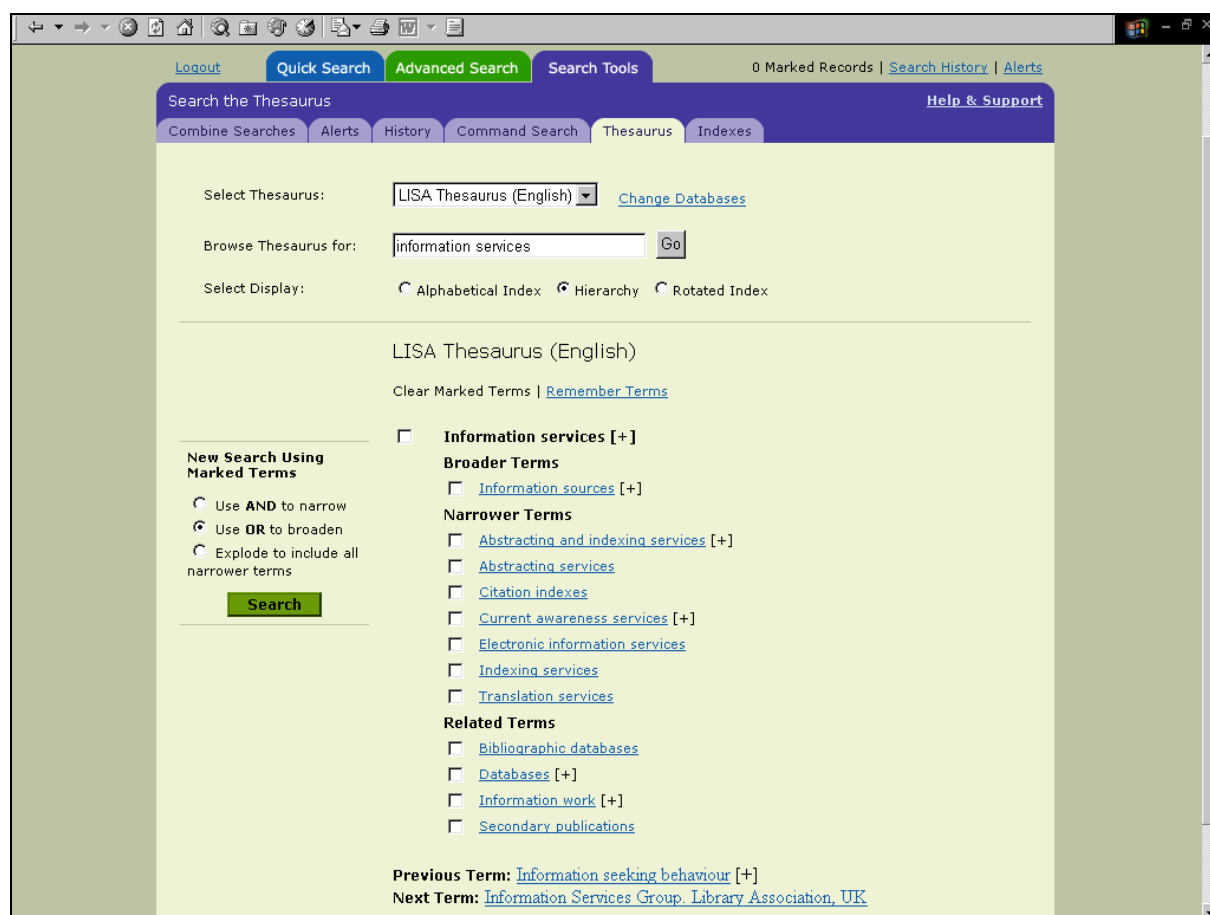 Logout Quick Search Advanced Search Search Tools 0 Marked Records | Search History | Alerts
Search the Thesaurus Help & Support
Combine Searches Alerts History Command Search Thesaurus Indexes
Select Thesaurus: LISA Thesaurus (English) Change Databases
Browse Thesaurus for: information services Go
Select Display: Alphabetical Index Hierarchy Rotated Index
LISA Thesaurus (English)
Clear Marked Terms | Remember Terms
New Search Using
Marked Terms
Use AND to narrow
Use OR to broaden
Explode to include all
narrower terms
Search
Information services [+]
Broader Terms
Information sources [+]
Narrower Terms
Abstracting and indexing services [+]
Abstracting services
Citation indexes
Current awareness services [+]
Electronic information services
Indexing services
Translation services
Related Terms
Bibliographic databases
Databases [+]
Information work [+]
Secondary publications
Previous Term: Information seeking behaviour [+]
Next Term: Information Services Group. Library Association, UK